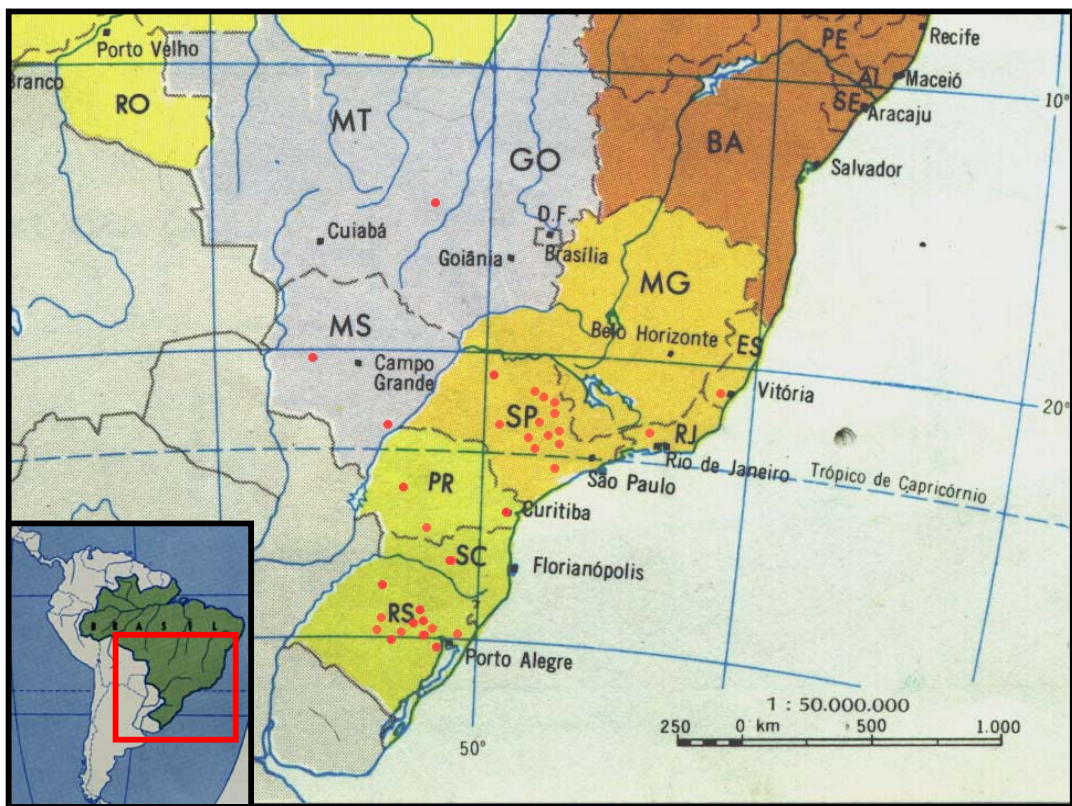 Porto Velho
PE
Recife
Branco
RO
MT
AL
Maceió
SE
Aracaju
10°
GO
BA
Salvador
D.F.
Cuiabá
Goiânia
Brasília
MG
MS
Belo Horizonte
ES
Campo
Grande
Vitória
20°
SP
RJ
Rio de Janeiro
São Paulo
Trópico de Capricórnio
PR
Curitiba
SC
Florianópolis
RS
BRASIL
Porto Alegre
1 : 50.000.000
250 0 km 500 1.000
50°